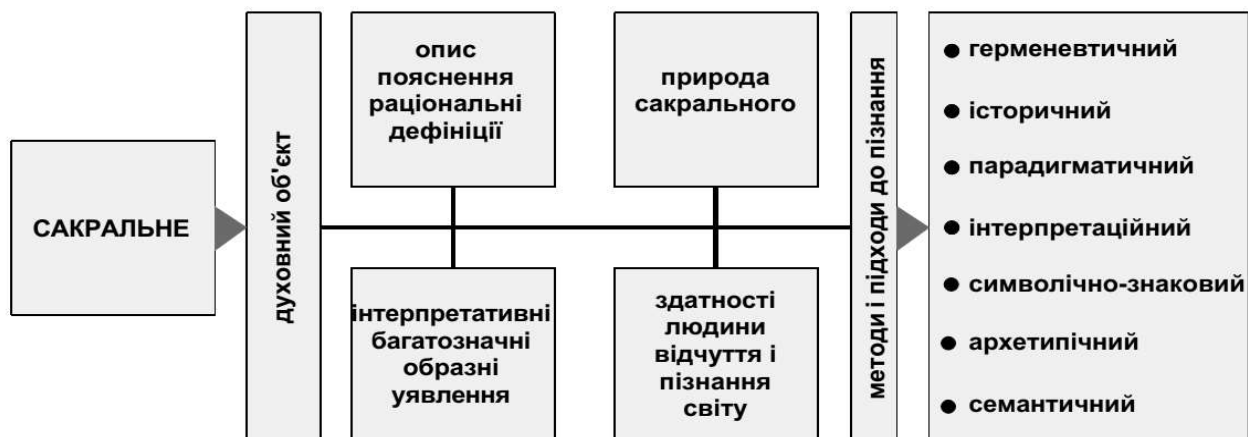 САКРАЛЬНЕ
духовний об'єкт
опис
пояснення
раціональні
дефініції
природа
сакрального
інтерпретативні
багатозначні
образні
уявлення
здатності
людини
відчуття і
пізнання
світу
методи і підходи до пізнання
● герменевтичний
● історичний
● парадигматичний
● інтерпретаційний
● символічно-знаковий
● архетипічний
● семантичний